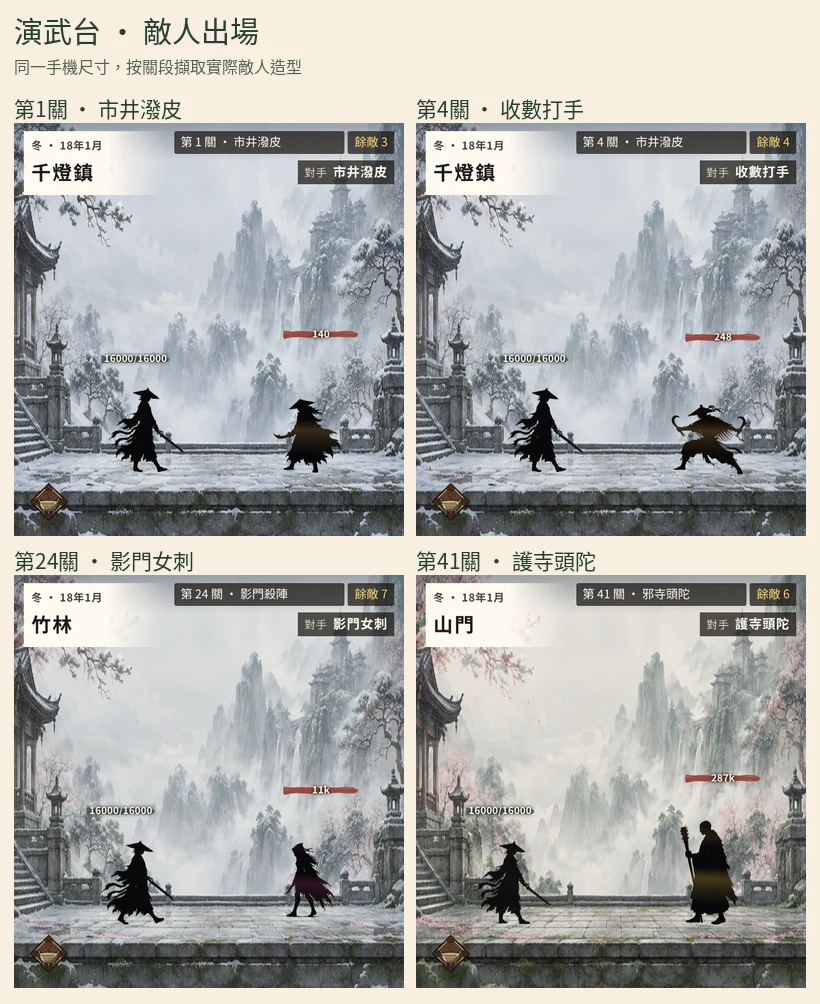 演武台 · 敵人出場
同一手機尺寸，按關段擷取實際敵人造型
第1關 · 市井潑皮
冬 · 18年1月
千燈鎮
第 1 關 · 市井潑皮
餘敵 3
對手 市井潑皮
140
16000/16000
第4關 · 收數打手
冬 · 18年1月
千燈鎮
第 4 關 · 市井潑皮
餘敵 4
對手 收數打手
248
16000/16000
第24關 · 影門女刺
冬 · 18年1月
竹林
第 24 關 · 影門殺陣
餘敵 7
對手 影門女刺
11k
16000/16000
第41關 · 護寺頭陀
冬 · 18年1月
山門
第 41 關 · 邪寺頭陀
餘敵 6
對手 護寺頭陀
287k
16000/16000